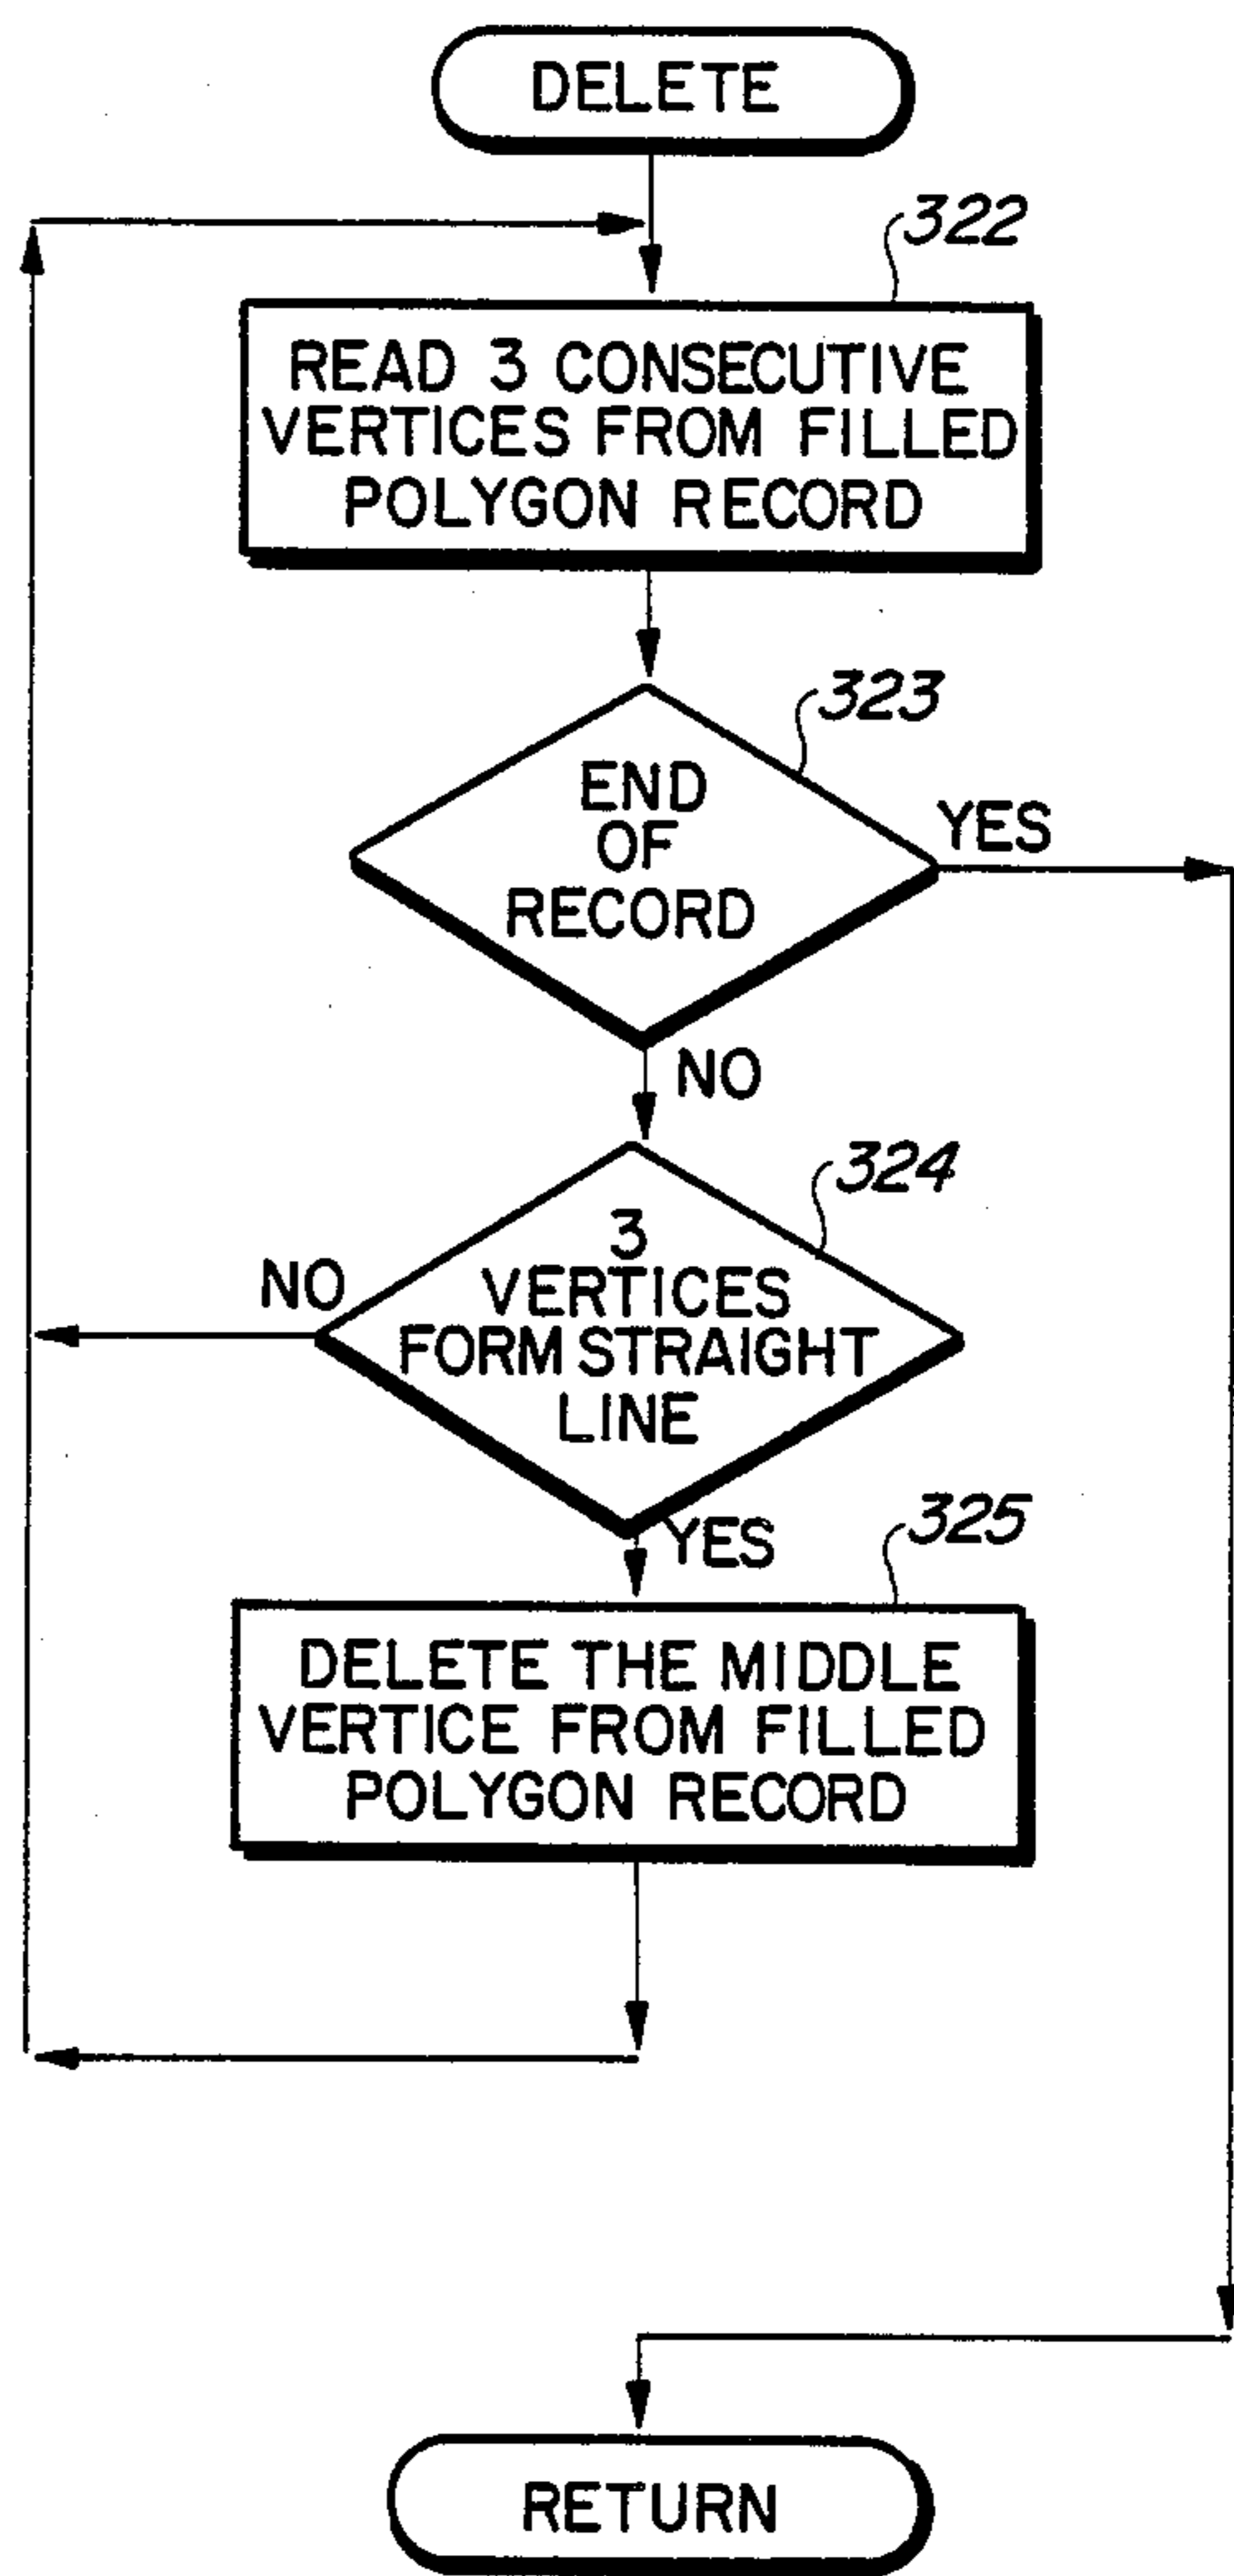 DELETE
322
READ 3 CONSECUTIVE
VERTICES FROM FILLED
POLYGON RECORD
323
END
OF
RECORD
YES
NO
324
3
VERTICES
FORM STRAIGHT
LINE
NO
YES
325
DELETE THE MIDDLE
VERTICE FROM FILLED
POLYGON RECORD
RETURN